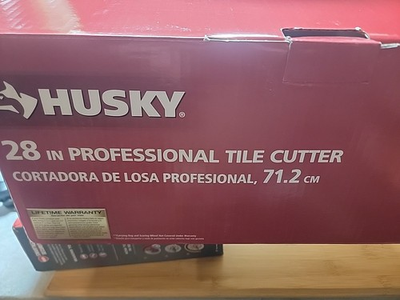 HUSKY®
28 IN PROFESSIONAL TILE CUTTER
CORTADORA DE LOSA PROFESIONAL, 71.2 CM
LIFETIME WARRANTY